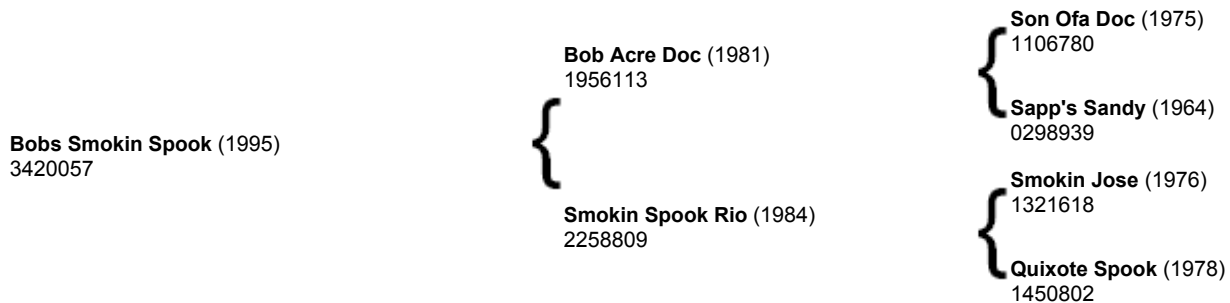 Bobs Smokin Spook (1995)
3420057
Bob Acre Doc (1981)
1956113
Smokin Spook Rio (1984)
2258809
Son Ofa Doc (1975)
1106780
Sapp's Sandy (1964)
0298939
Smokin Jose (1976)
1321618
Quixote Spook (1978)
1450802